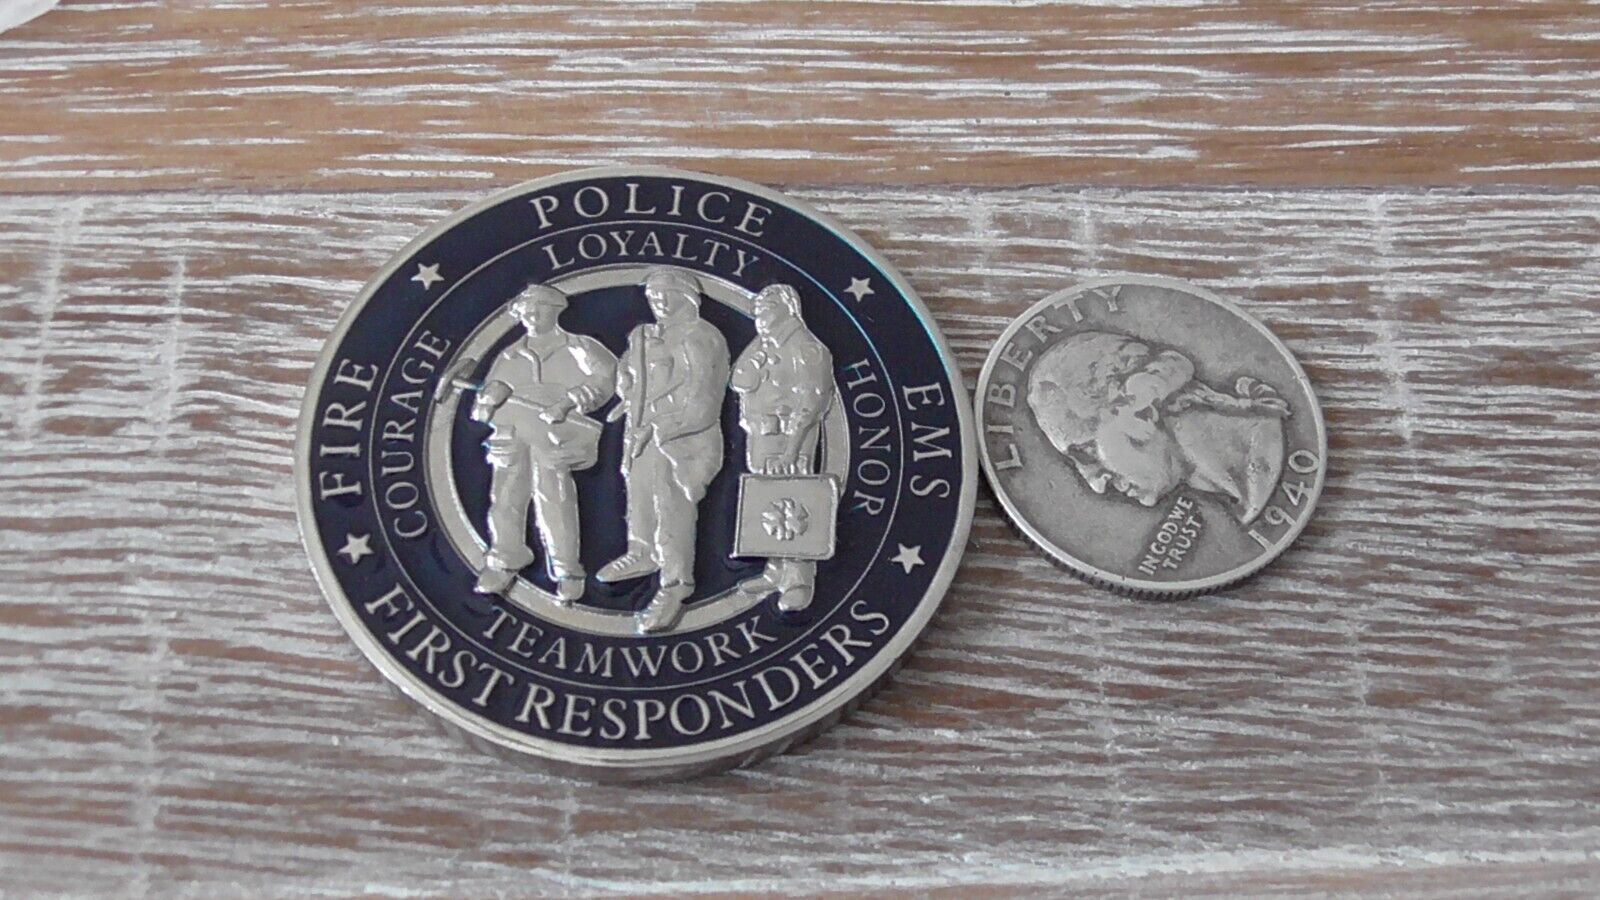 POLICE
LOYALTY
FIRE
COURAGE
HONOR
EMS
TEAMWORK
FIRST RESPONDERS
LIBERTY
IN GOD WE
TRUST
1940